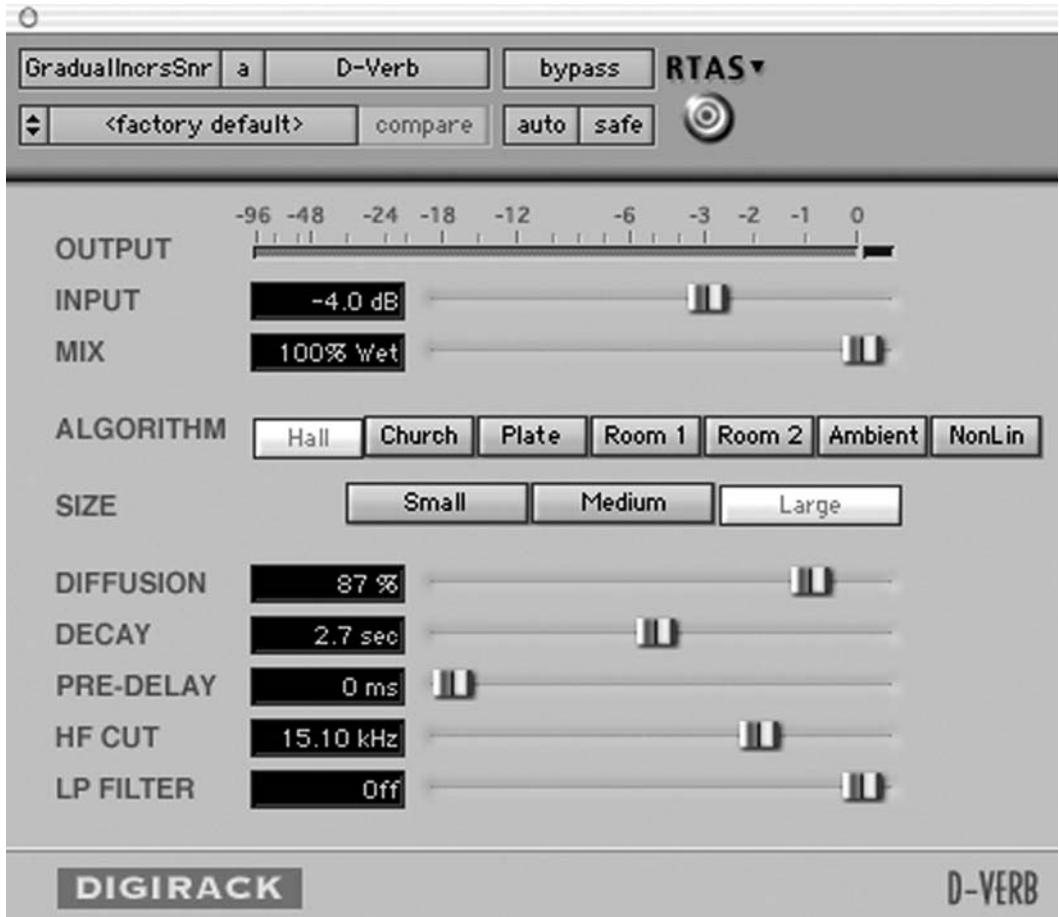 GradualIncrsSnr a D-Verb bypass RTAS
<factory default> compare auto safe
-96 -48 -24 -18 -12 -6 -3 -2 -1 0
OUTPUT
INPUT -4.0 dB
MIX 100% Wet
ALGORITHM Hall Church Plate Room 1 Room 2 Ambient NonLin
SIZE Small Medium Large
DIFFUSION 87 %
DECAY 2.7 sec
PRE-DELAY 0 ms
HF CUT 15.10 kHz
LP FILTER Off
DIGIRACK D-VERB